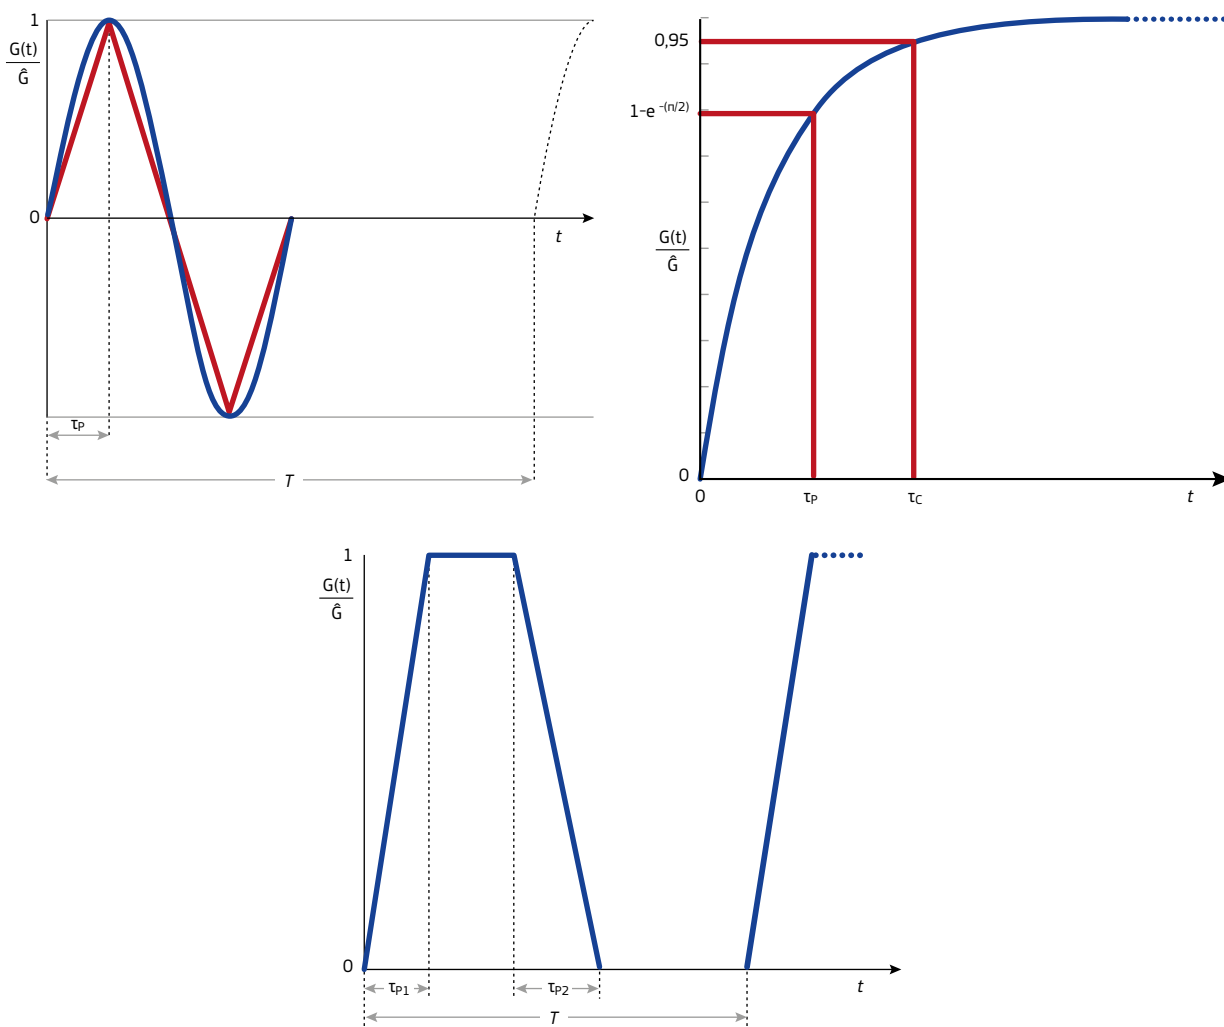 1
G(t)
Ĝ
0
t
τP
T
0,95
1-e -(n/2)
G(t)
Ĝ
0
0
τP
τC
t
1
G(t)
Ĝ
0
τP1
τP2
t
T